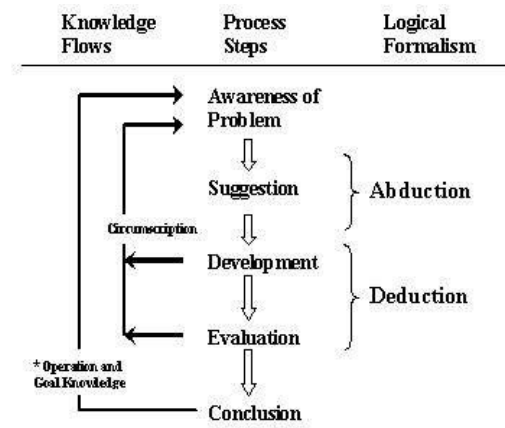 Knowledge Flows
Process Steps
Logical Formalism
Awareness of
Problem
Suggestion
Abduction
Circumscription
Development
Deduction
Evaluation
* Operation and
Goal Knowledge
Conclusion